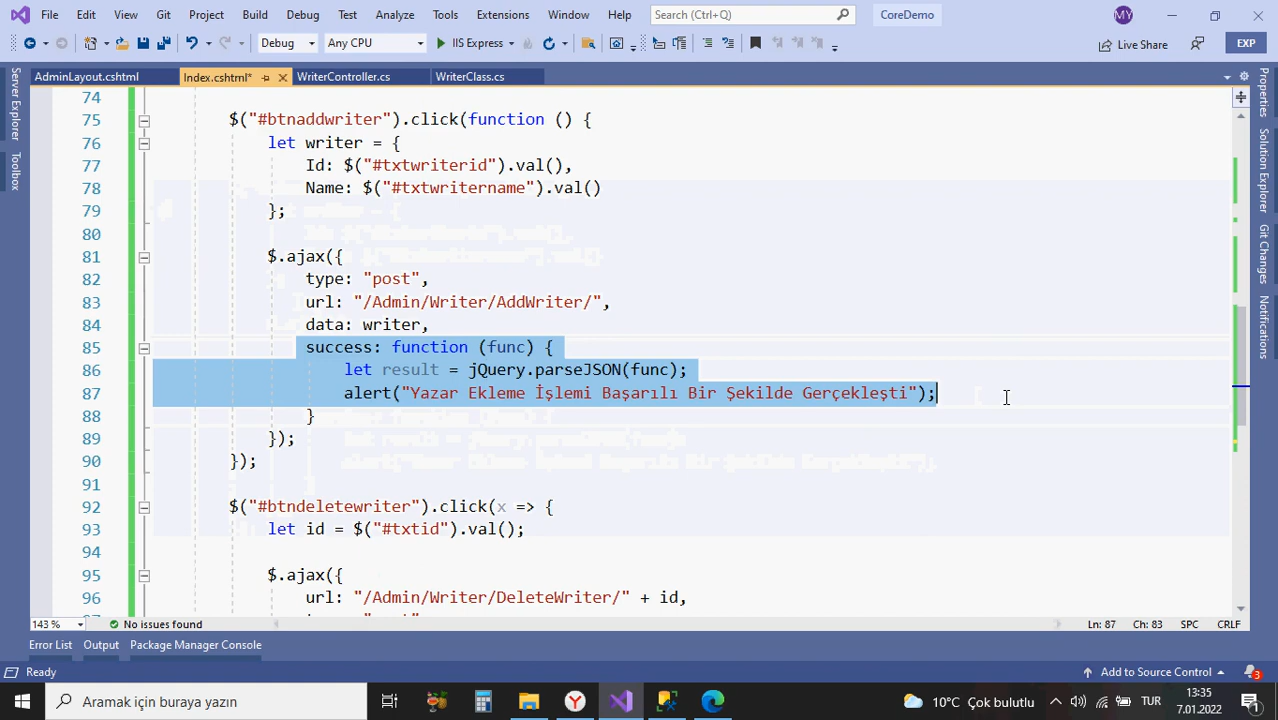 File Edit View Git Project Build Debug Test Analyze Tools Extensions Window Help Search (Ctrl+Q) CoreDemo MY
Debug Any CPU IIS Express Live Share EXP
AdminLayout.cshtml Index.cshtml* WriterController.cs WriterClass.cs
Server Explorer
Toolbox
Properties
Solution Explorer
Git Changes
Notifications
74
75 $("#btnaddwriter").click(function () {
76 let writer = {
77 Id: $("#txtwriterid").val(),
78 Name: $("#txtwritername").val()
79 };
80
81 $.ajax({
82 type: "post",
83 url: "/Admin/Writer/AddWriter/",
84 data: writer,
85 success: function (func) {
86 let result = jQuery.parseJSON(func);
87 alert("Yazar Ekleme İşlemi Başarılı Bir Şekilde Gerçekleşti");
88 }
89 });
90 });
91
92 $("#btndeletewriter").click(x => {
93 let id = $("#txtid").val();
94
95 $.ajax({
96 url: "/Admin/Writer/DeleteWriter/" + id,
143 % No issues found Ln: 87 Ch: 83 SPC CRLF
Error List Output Package Manager Console
Ready Add to Source Control 3
Aramak için buraya yazın 10°C Çok bulutlu TUR 13:35
7.01.2022 1